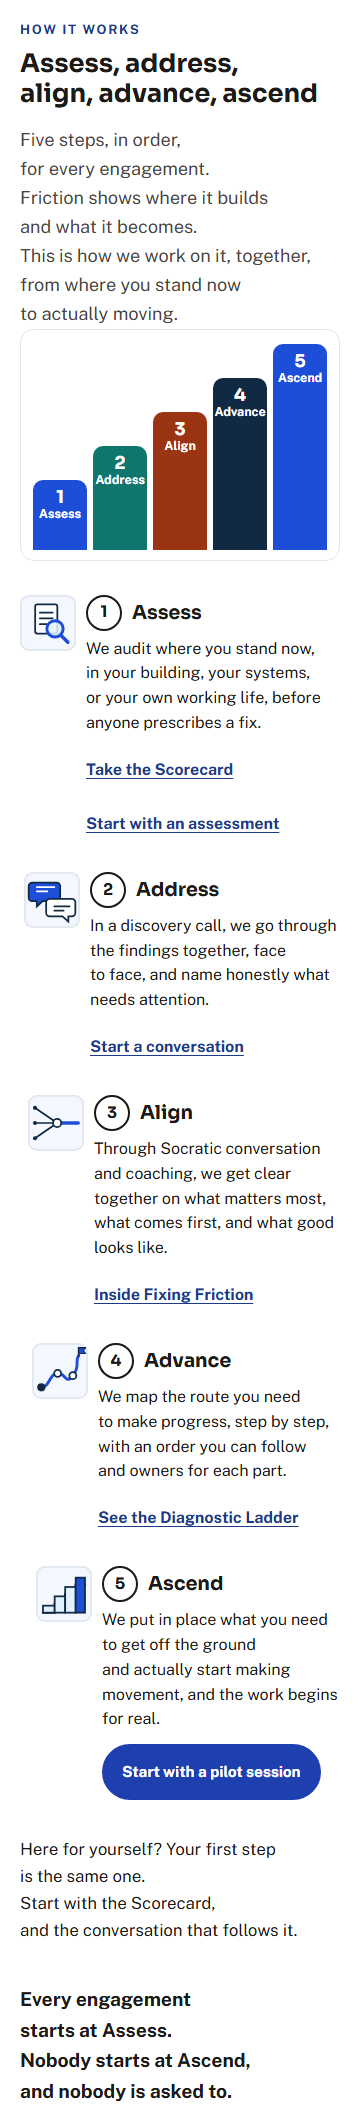 HOW IT WORKS
Assess, address,
align, advance, ascend
Five steps, in order,
for every engagement.
Friction shows where it builds
and what it becomes.
This is how we work on it, together,
from where you stand now
to actually moving.
1
Assess
2
Address
3
Align
4
Advance
5
Ascend
1 Assess
We audit where you stand now,
in your building, your systems,
or your own working life, before
anyone prescribes a fix.
Take the Scorecard
Start with an assessment
2 Address
In a discovery call, we go through
the findings together, face
to face, and name honestly what
needs attention.
Start a conversation
3 Align
Through Socratic conversation
and coaching, we get clear
together on what matters most,
what comes first, and what good
looks like.
Inside Fixing Friction
4 Advance
We map the route you need
to make progress, step by step,
with an order you can follow
and owners for each part.
See the Diagnostic Ladder
5 Ascend
We put in place what you need
to get off the ground
and actually start making
movement, and the work begins
for real.
Start with a pilot session
Here for yourself? Your first step
is the same one.
Start with the Scorecard,
and the conversation that follows it.
Every engagement
starts at Assess.
Nobody starts at Ascend,
and nobody is asked to.